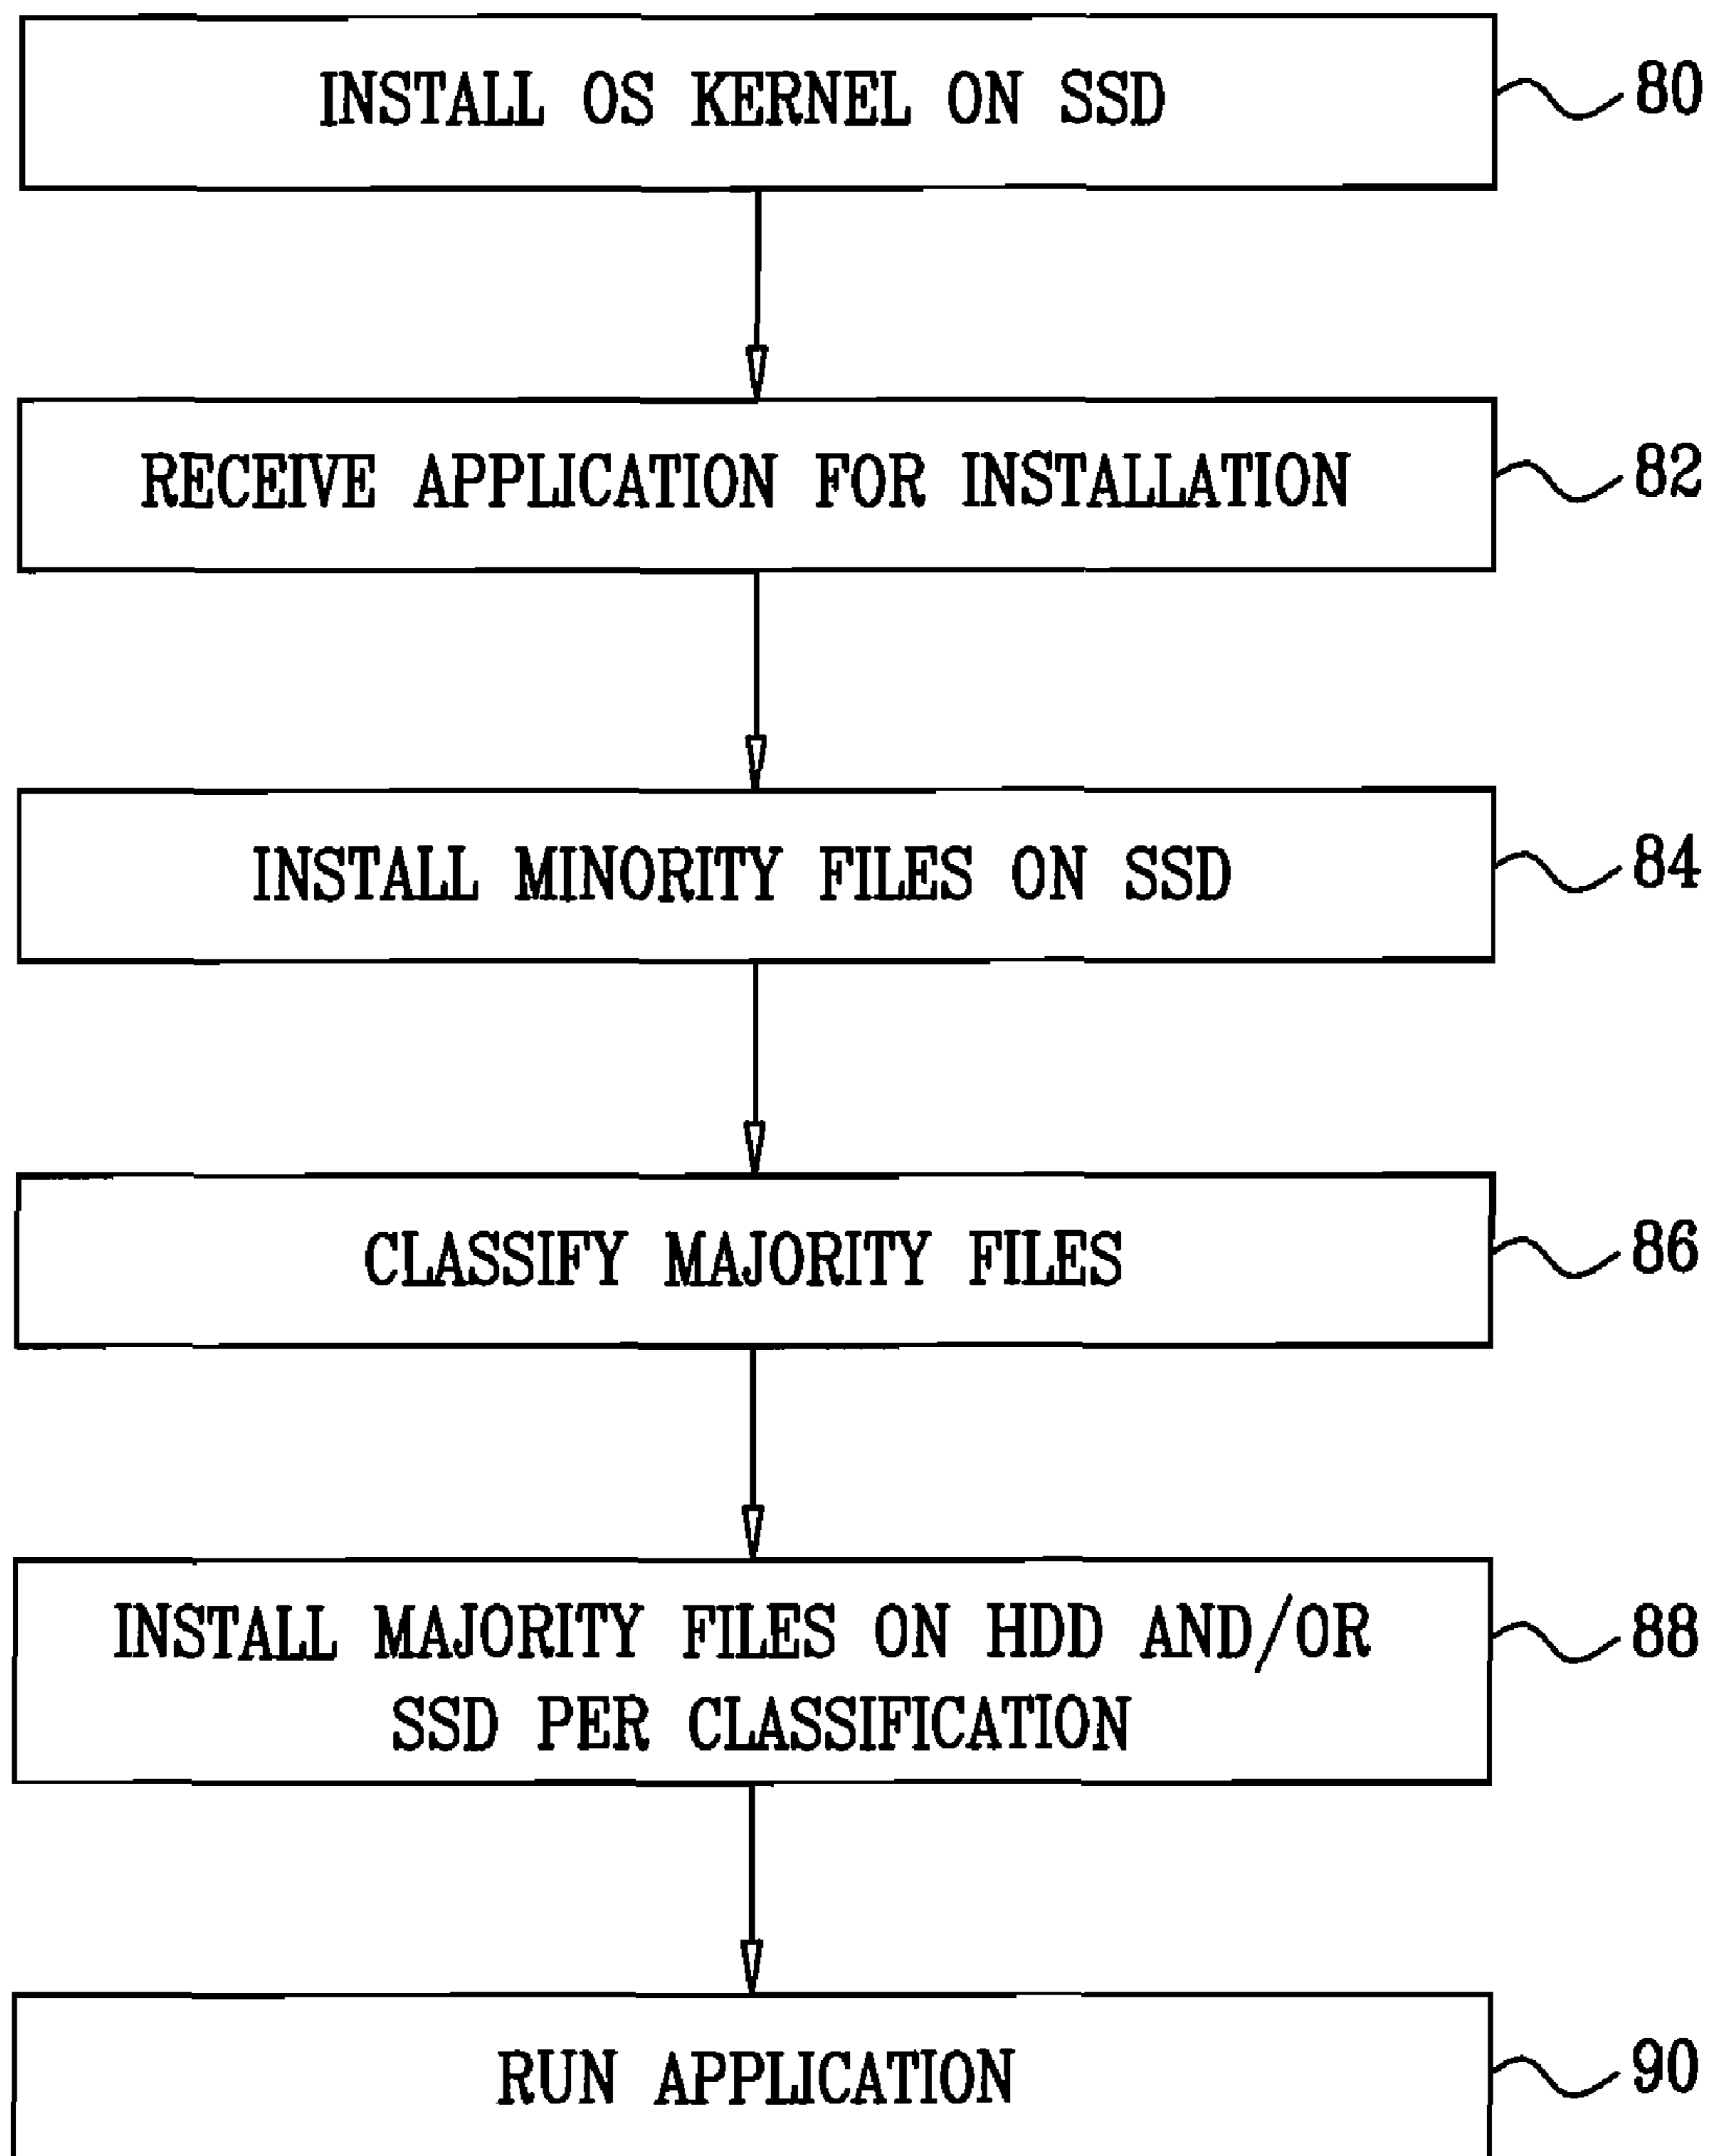 INSTALL OS KERNEL ON SSD
80
RECEIVE APPLICATION FOR INSTALLATION
82
INSTALL MINORITY FILES ON SSD
84
CLASSIFY MAJORITY FILES
86
INSTALL MAJORITY FILES ON HDD AND/OR
SSD PER CLASSIFICATION
88
RUN APPLICATION
90